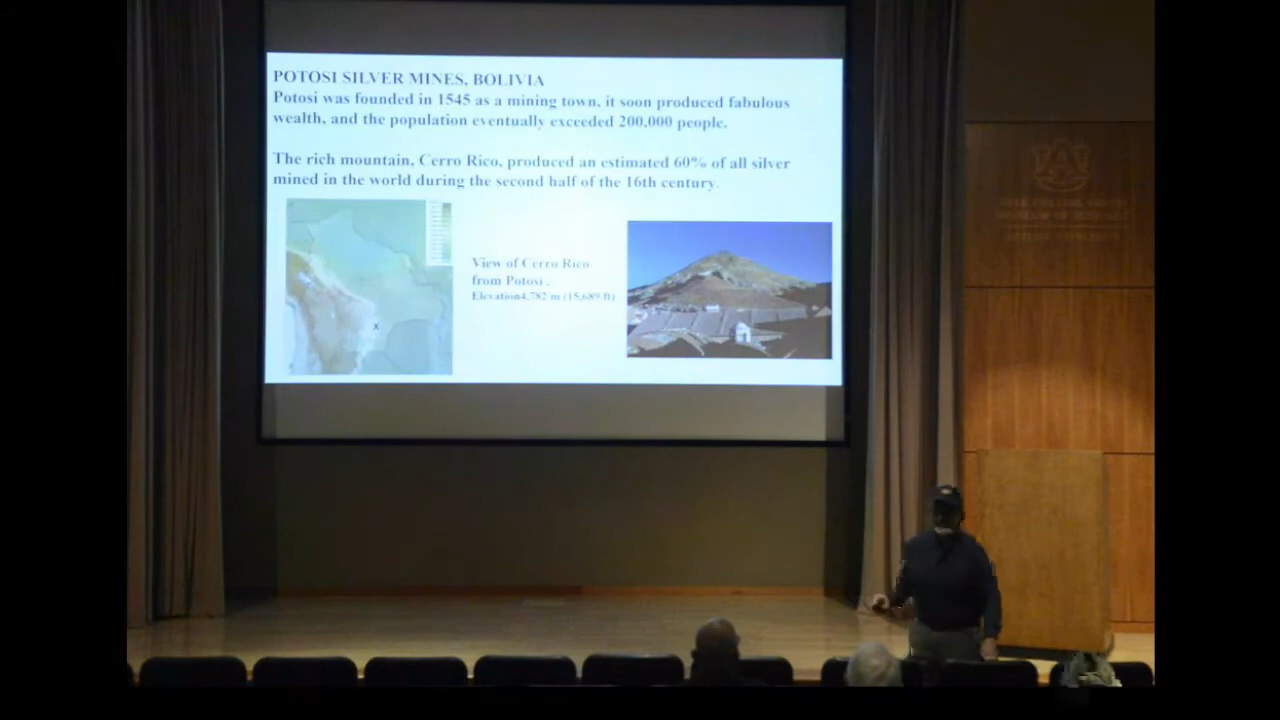 POTOSI SILVER MINES, BOLIVIA
Potosi was founded in 1545 as a mining town, it soon produced fabulous
wealth, and the population eventually exceeded 200,000 people.
The rich mountain, Cerro Rico, produced an estimated 60% of all silver
mined in the world during the second half of the 16th century.
View of Cerro Rico
from Potosi .
Elevation4,782 m (15,689 ft)
x